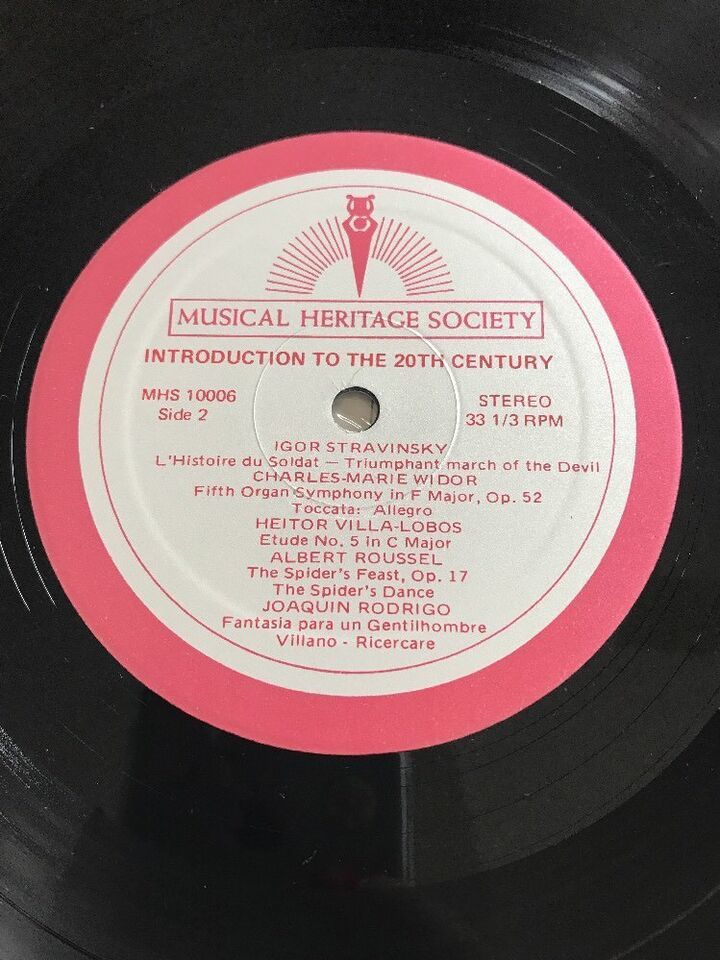 MUSICAL HERITAGE SOCIETY
INTRODUCTION TO THE 20TH CENTURY
MHS 10006
Side 2
STEREO
33 1/3 RPM
IGOR STRAVINSKY
L'Histoire du Soldat — Triumphant march of the Devil
CHARLES-MARIE WIDOR
Fifth Organ Symphony in F Major, Op. 52
Toccata: Allegro
HEITOR VILLA-LOBOS
Etude No. 5 in C Major
ALBERT ROUSSEL
The Spider's Feast, Op. 17
The Spider's Dance
JOAQUIN RODRIGO
Fantasia para un Gentilhombre
Villano - Ricercare